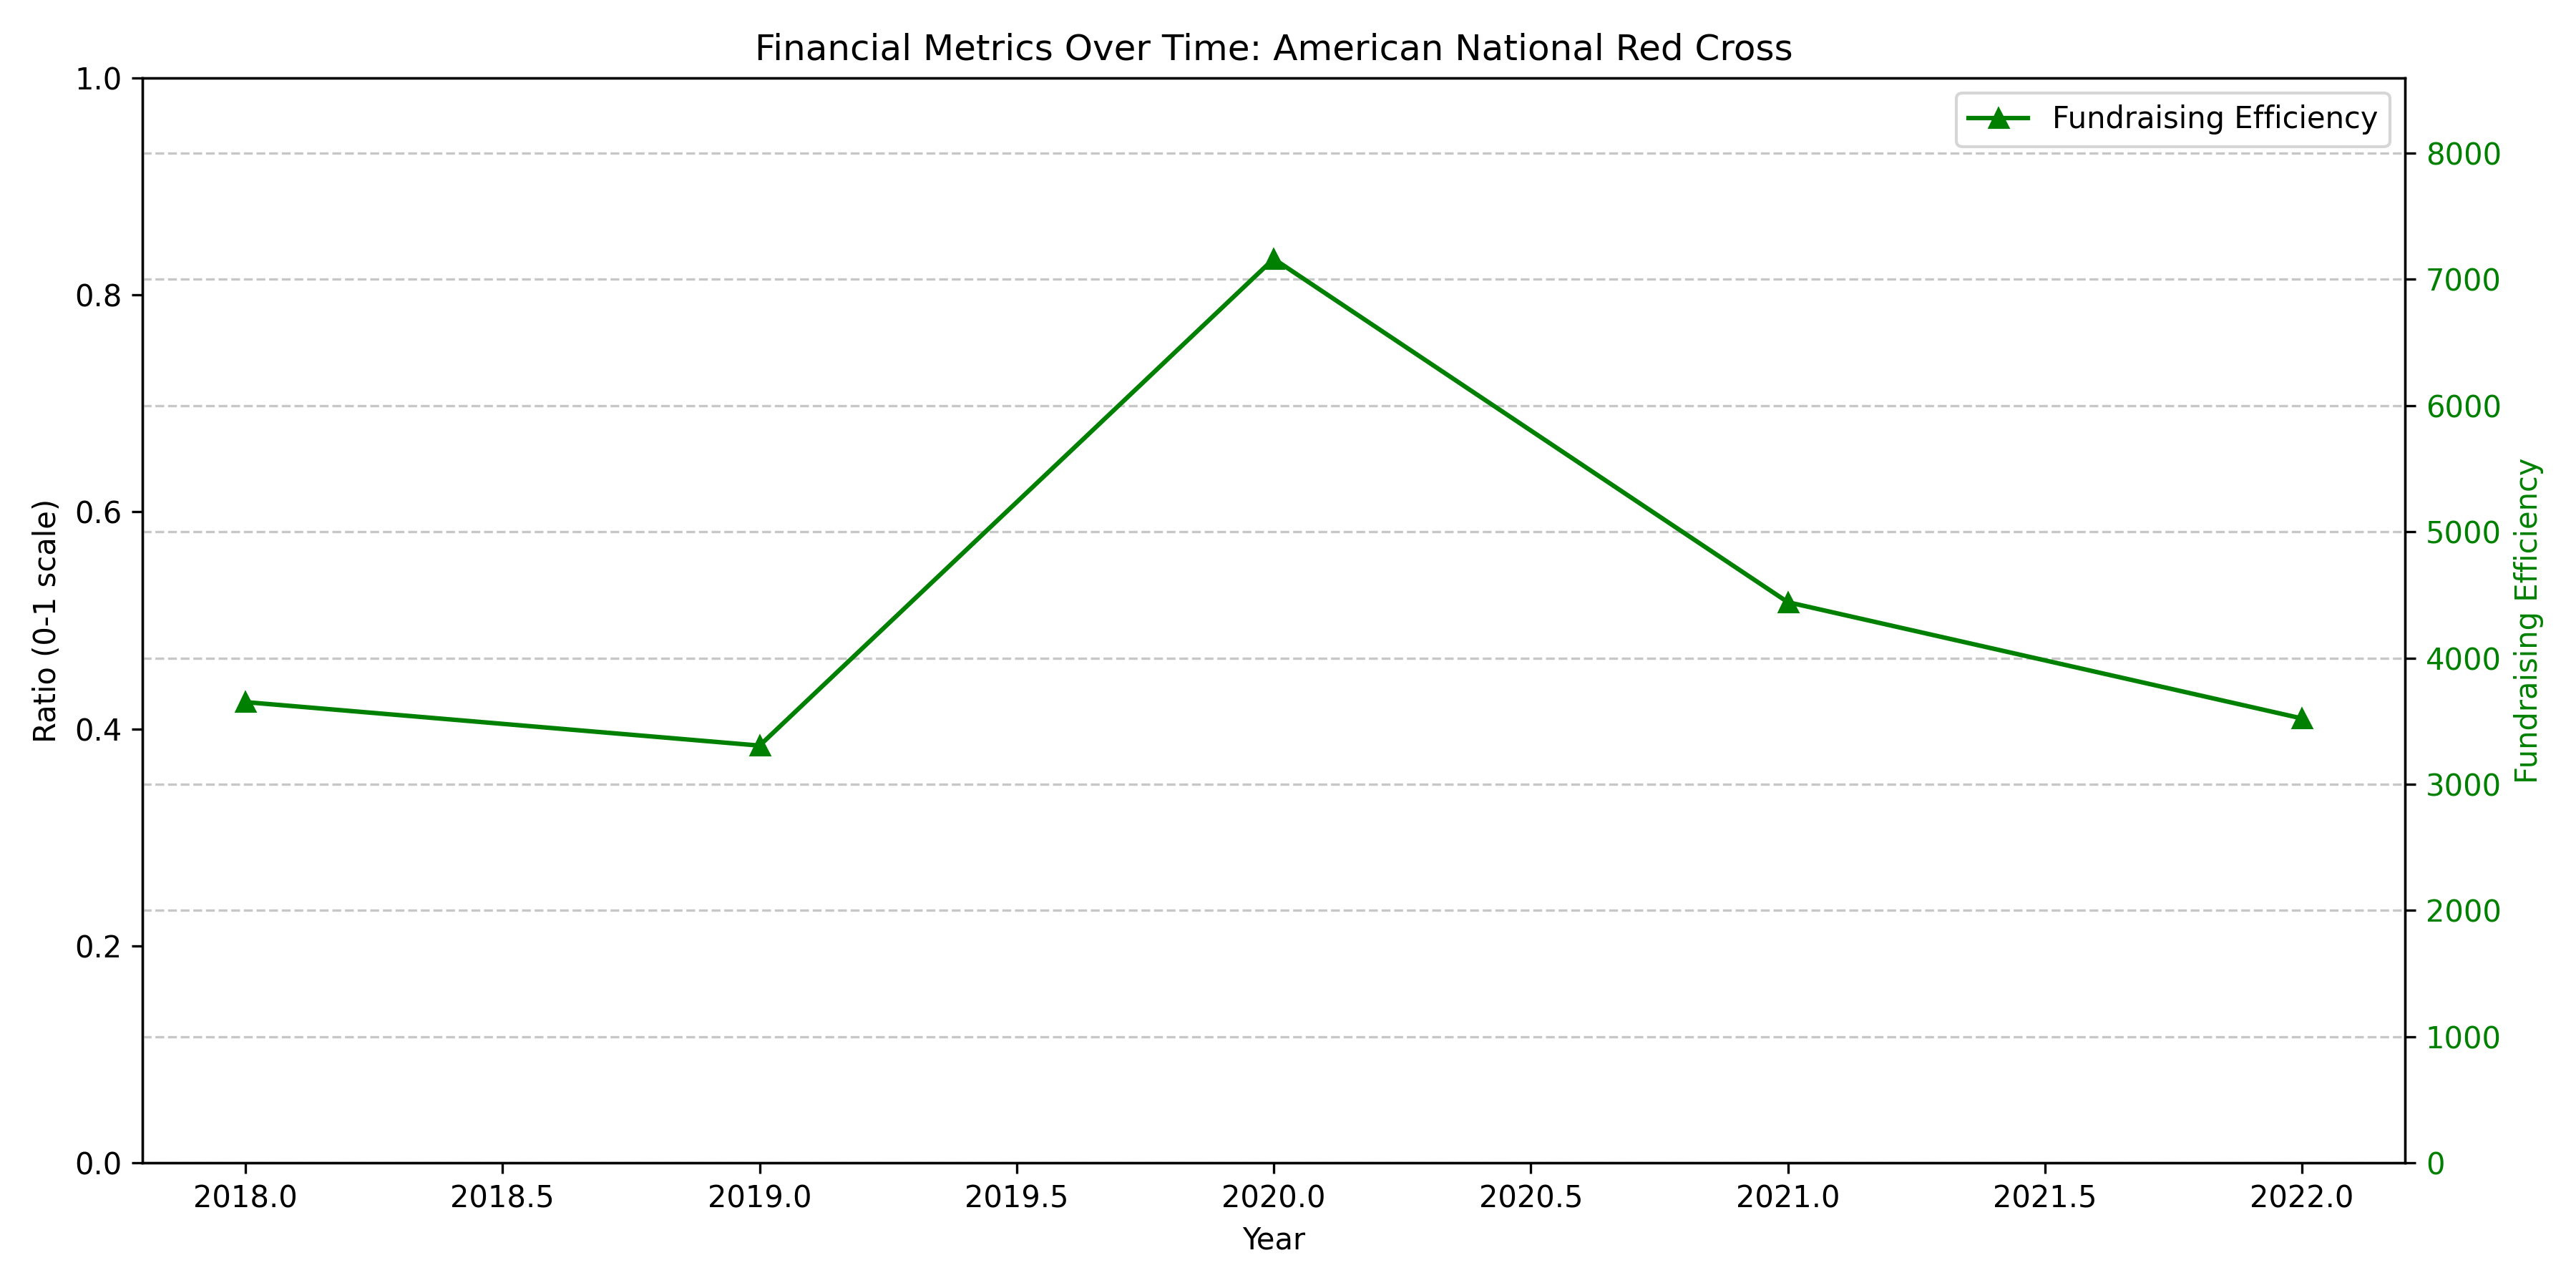 Financial Metrics Over Time: American National Red Cross
Fundraising Efficiency
1.0
0.8
0.6
0.4
0.2
0.0
Ratio (0-1 scale)
8000
7000
6000
5000
4000
3000
2000
1000
0
Fundraising Efficiency
2018.0 2018.5 2019.0 2019.5 2020.0 2020.5 2021.0 2021.5 2022.0
Year